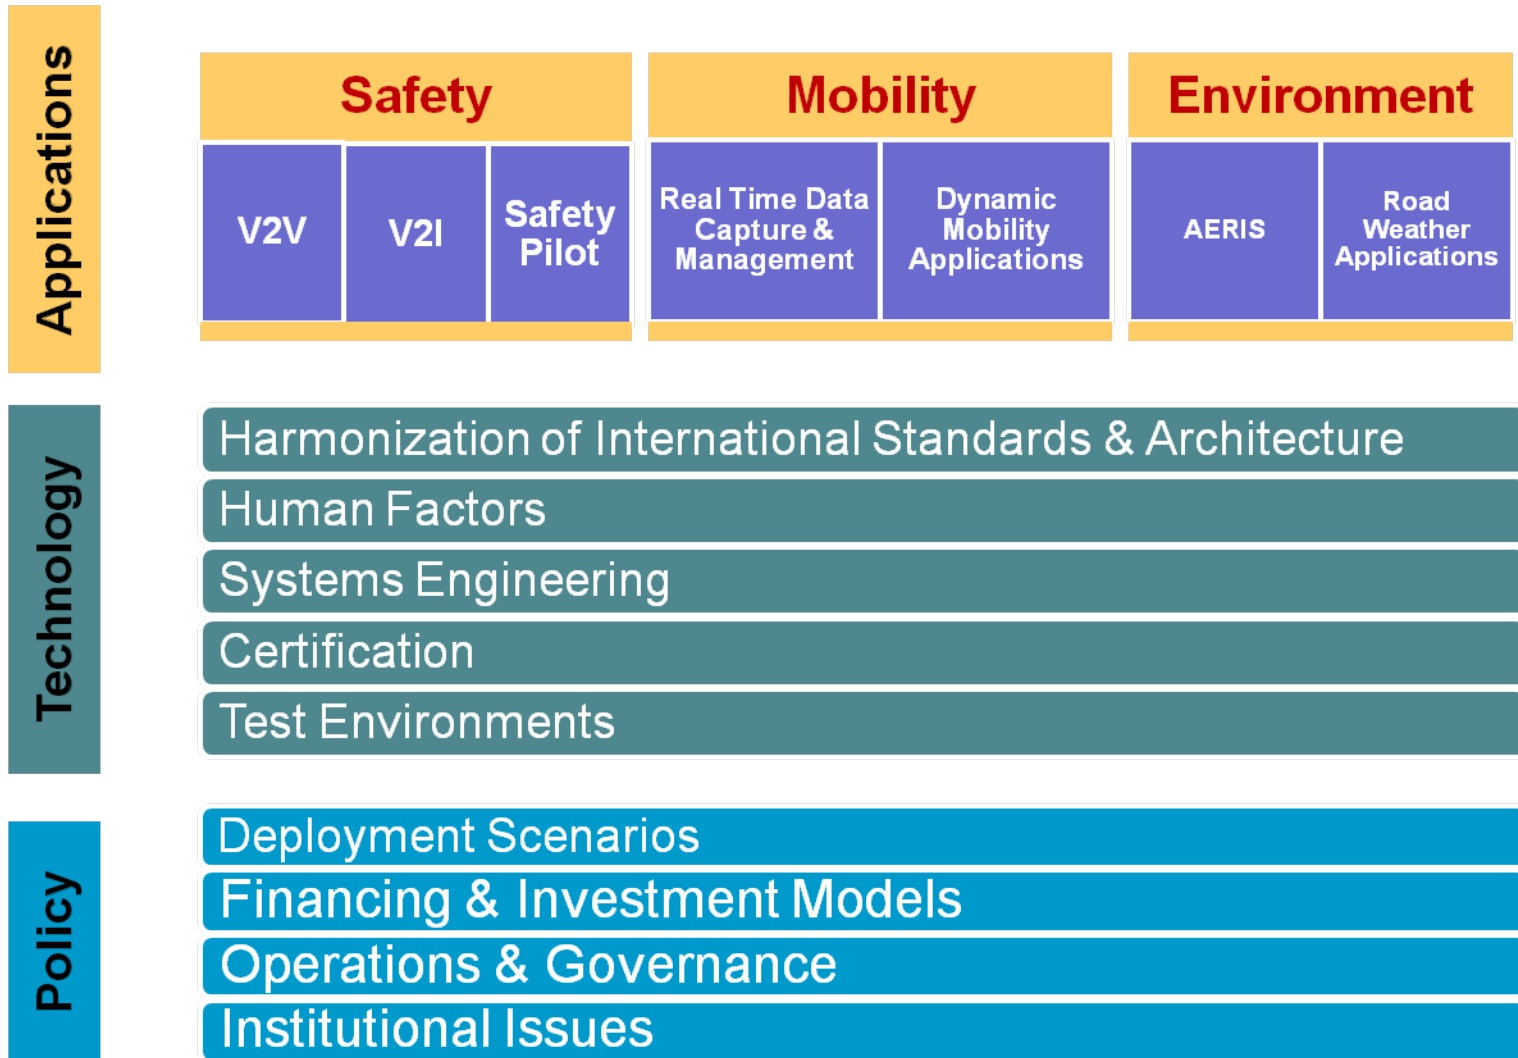 Applications
Safety
V2V
V2I
Safety
Pilot
Mobility
Real Time Data
Capture &
Management
Dynamic
Mobility
Applications
Environment
AERIS
Road
Weather
Applications
Technology
Harmonization of International Standards & Architecture
Human Factors
Systems Engineering
Certification
Test Environments
Policy
Deployment Scenarios
Financing & Investment Models
Operations & Governance
Institutional Issues